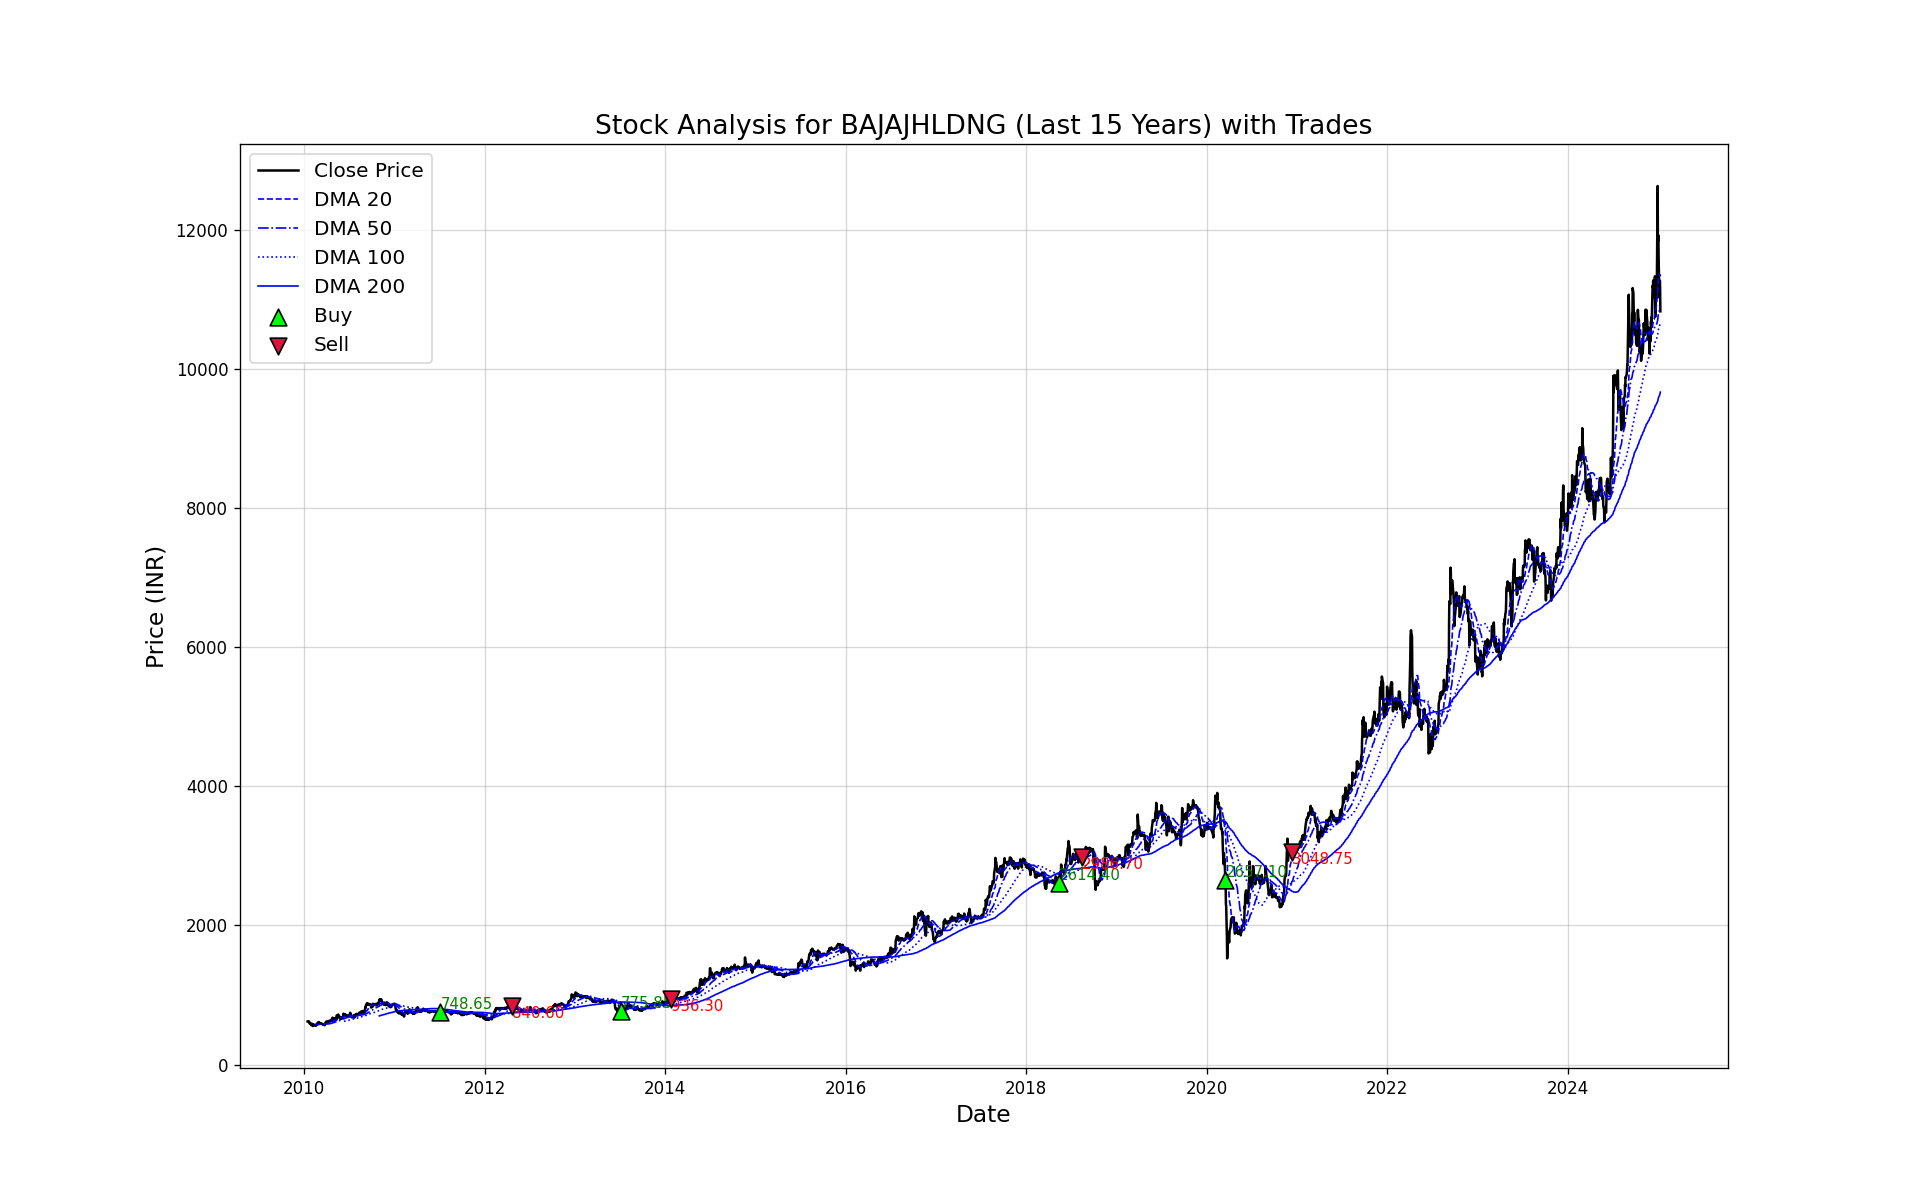 Stock Analysis for BAJAJHLDNG (Last 15 Years) with Trades
Close Price
DMA 20
DMA 50
DMA 100
DMA 200
Buy
Sell
Price (INR)
12000
10000
8000
6000
4000
2000
0
748.65
936.30
3048.75
2010
2012
2014
2016
2018
2020
2022
2024
Date